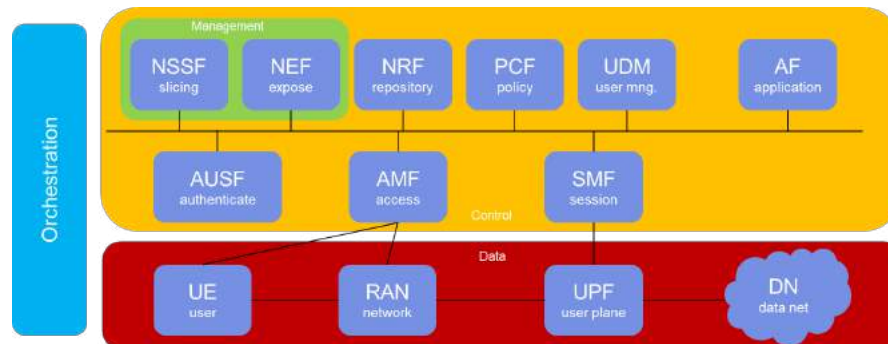 Orchestration
Management
NSSF
slicing
NEF
expose
NRF
repository
PCF
policy
UDM
user mng.
AF
application
AUSF
authenticate
AMF
access
SMF
session
Control
Data
UE
user
RAN
network
UPF
user plane
DN
data net